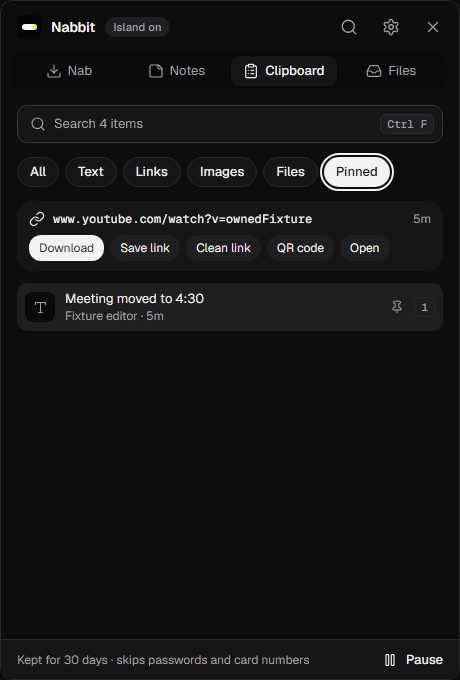 Nabbit Island on
Nab Notes Clipboard Files
Search 4 items Ctrl F
All Text Links Images Files Pinned
www.youtube.com/watch?v=ownedFixture 5m
Download Save link Clean link QR code Open
T Meeting moved to 4:30 1
Fixture editor · 5m
Kept for 30 days · skips passwords and card numbers Pause